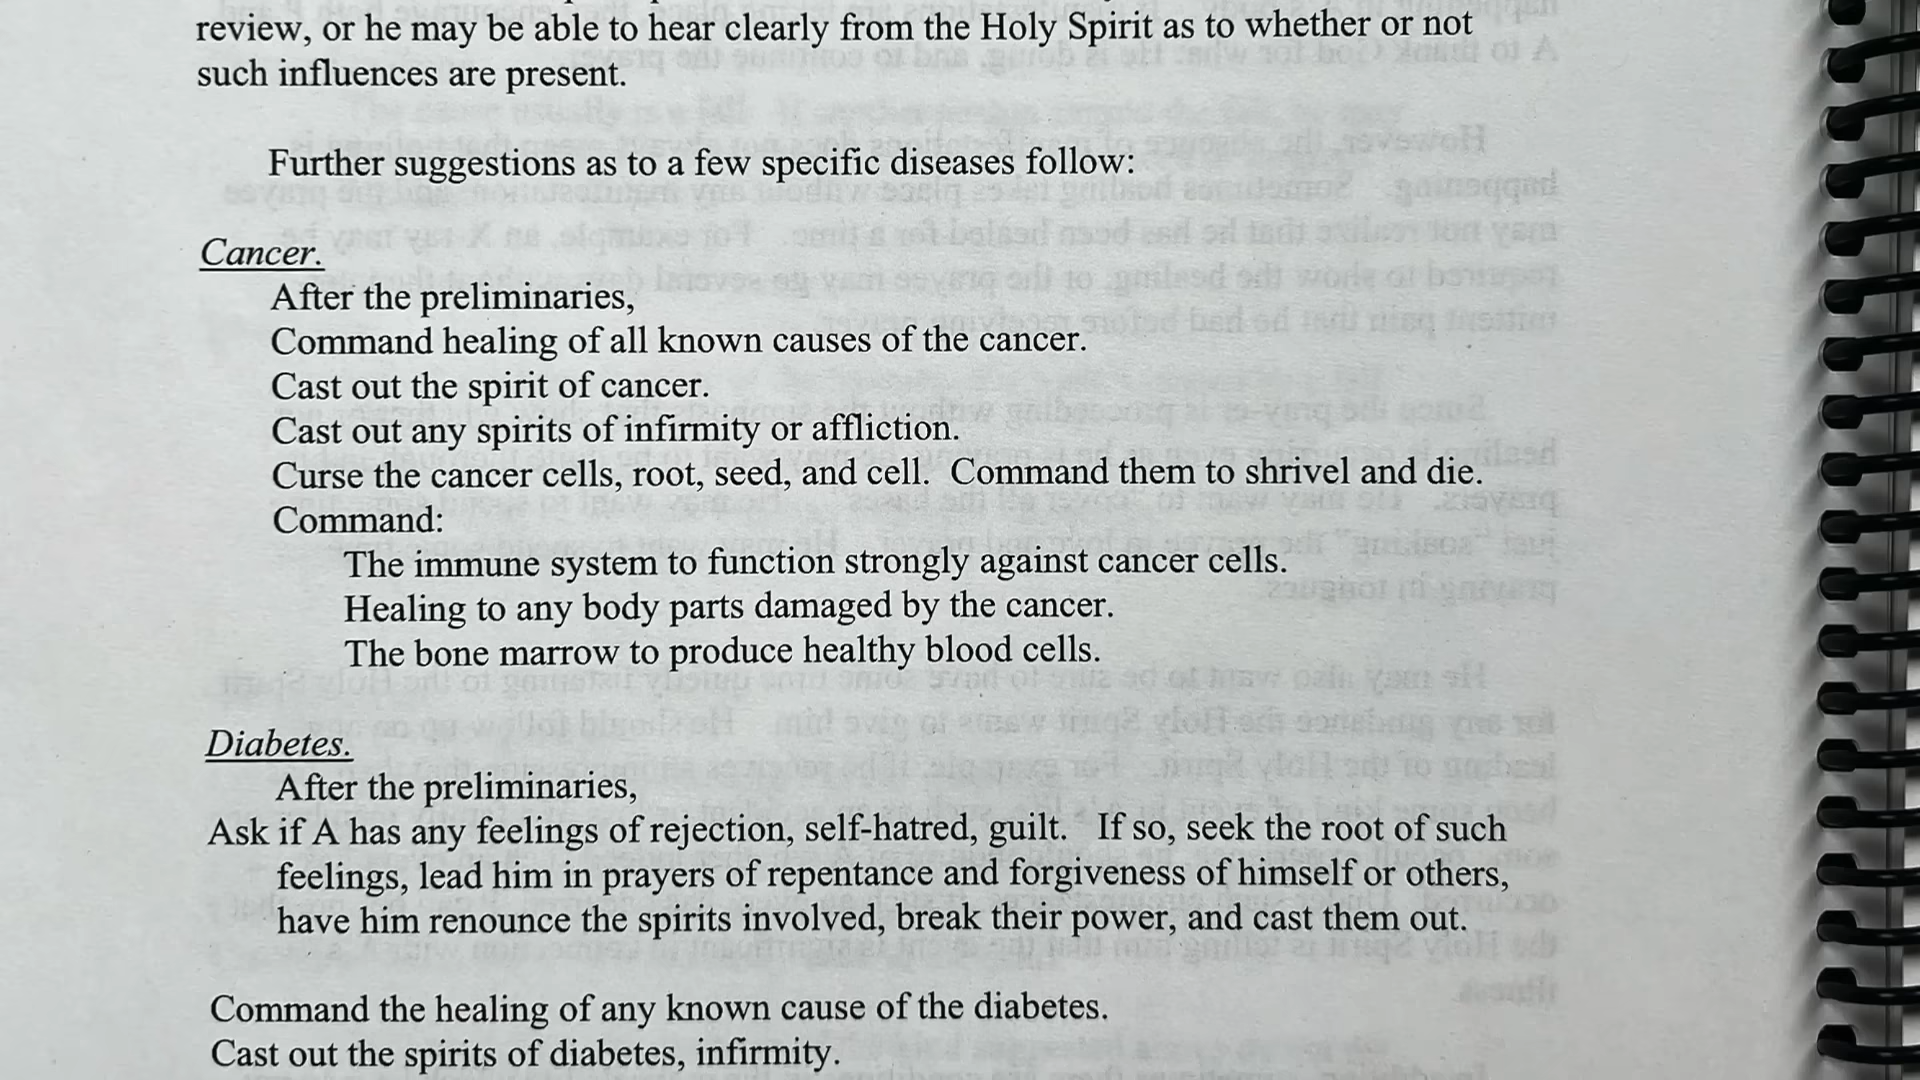 review, or he may be able to hear clearly from the Holy Spirit as to whether or not
such influences are present.
Further suggestions as to a few specific diseases follow:
Cancer.
After the preliminaries,
Command healing of all known causes of the cancer.
Cast out the spirit of cancer.
Cast out any spirits of infirmity or affliction.
Curse the cancer cells, root, seed, and cell.  Command them to shrivel and die.
Command:
The immune system to function strongly against cancer cells.
Healing to any body parts damaged by the cancer.
The bone marrow to produce healthy blood cells.
Diabetes.
After the preliminaries,
Ask if A has any feelings of rejection, self-hatred, guilt.   If so, seek the root of such
feelings, lead him in prayers of repentance and forgiveness of himself or others,
have him renounce the spirits involved, break their power, and cast them out.
Command the healing of any known cause of the diabetes.
Cast out the spirits of diabetes, infirmity.